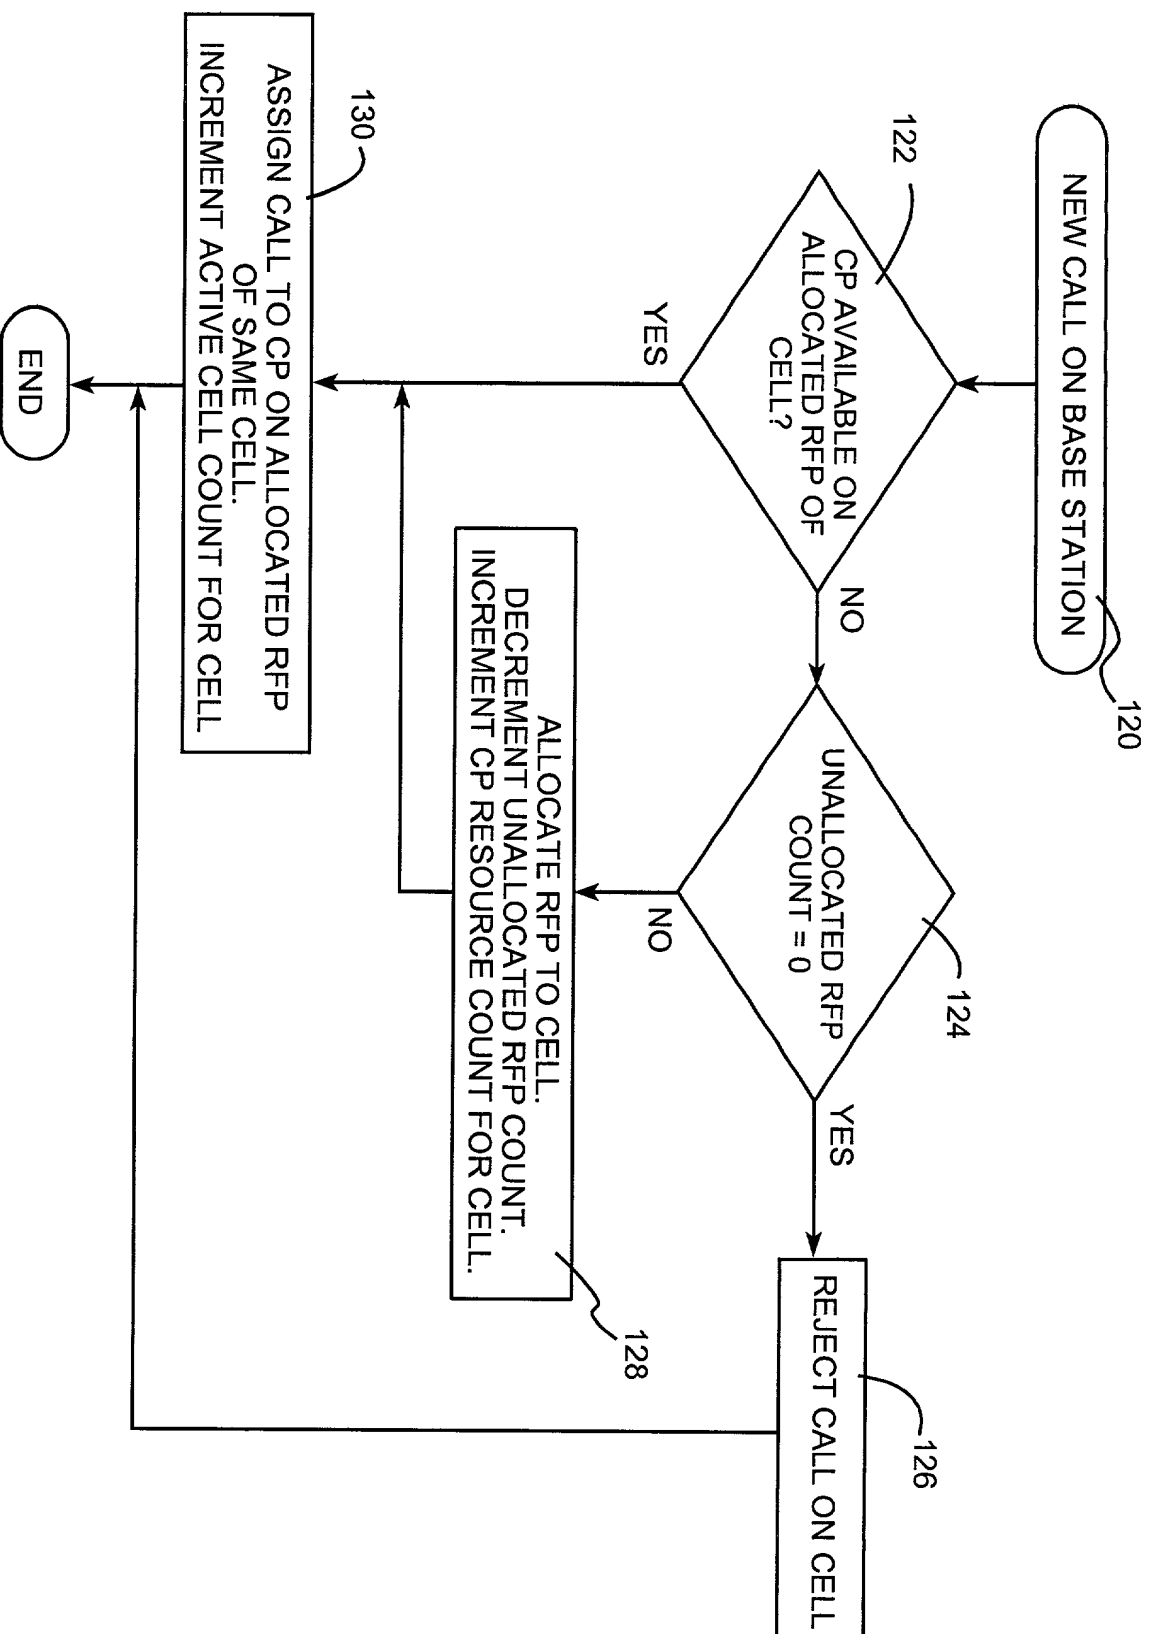 NEW CALL ON BASE STATION
120
122
CP AVAILABLE ON
ALLOCATED RFP OF
CELL?
NO
YES
UNALLOCATED RFP
COUNT = 0
124
YES
NO
REJECT CALL ON CELL
126
ALLOCATE RFP TO CELL.
DECREMENT UNALLOCATED RFP COUNT.
INCREMENT CP RESOURCE COUNT FOR CELL.
128
130
ASSIGN CALL TO CP ON ALLOCATED RFP
OF SAME CELL.
INCREMENT ACTIVE CELL COUNT FOR CELL
END